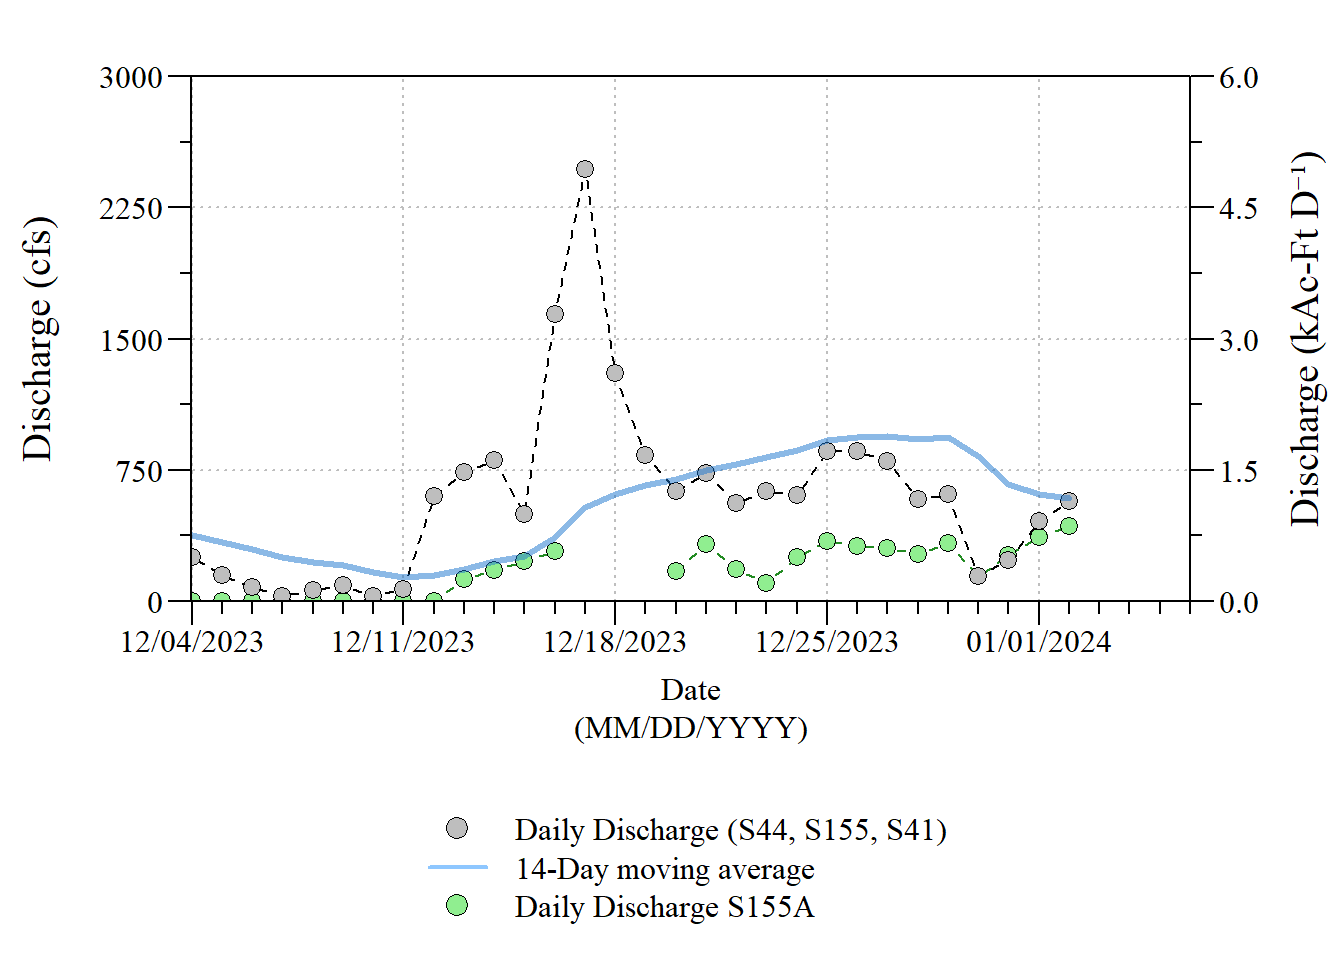 3000
2250
1500
750
0
Discharge (cfs)
6.0
4.5
3.0
1.5
0.0
Discharge (kAc-Ft D⁻¹)
12/04/2023
12/11/2023
12/18/2023
12/25/2023
01/01/2024
Date
(MM/DD/YYYY)
Daily Discharge (S44, S155, S41)
14-Day moving average
Daily Discharge S155A